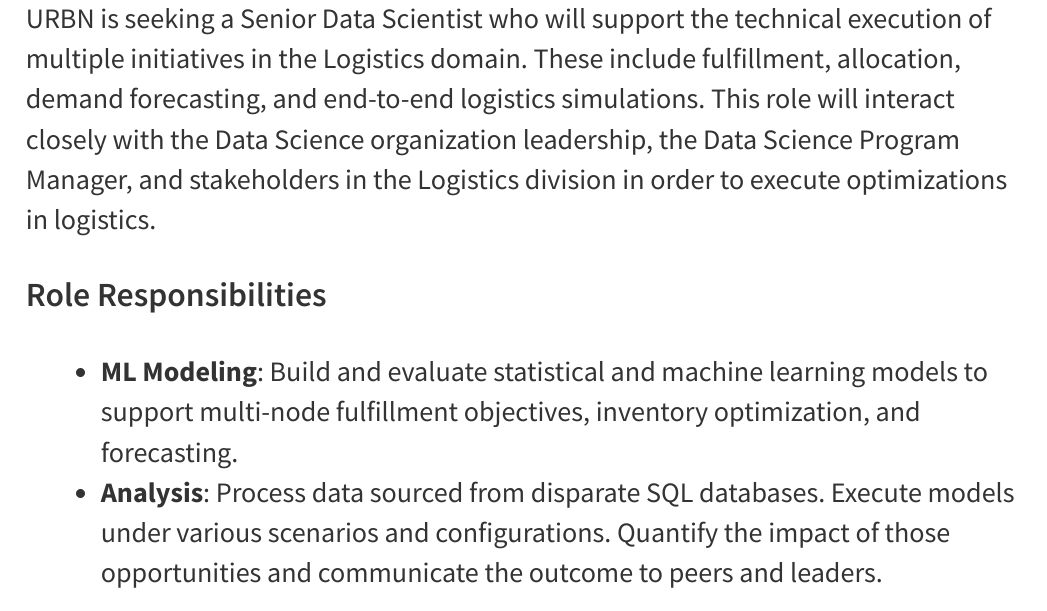 URBN is seeking a Senior Data Scientist who will support the technical execution of
multiple initiatives in the Logistics domain. These include fulfillment, allocation,
demand forecasting, and end-to-end logistics simulations. This role will interact
closely with the Data Science organization leadership, the Data Science Program
Manager, and stakeholders in the Logistics division in order to execute optimizations
in logistics.
Role Responsibilities
• ML Modeling: Build and evaluate statistical and machine learning models to
support multi-node fulfillment objectives, inventory optimization, and
forecasting.
• Analysis: Process data sourced from disparate SQL databases. Execute models
under various scenarios and configurations. Quantify the impact of those
opportunities and communicate the outcome to peers and leaders.